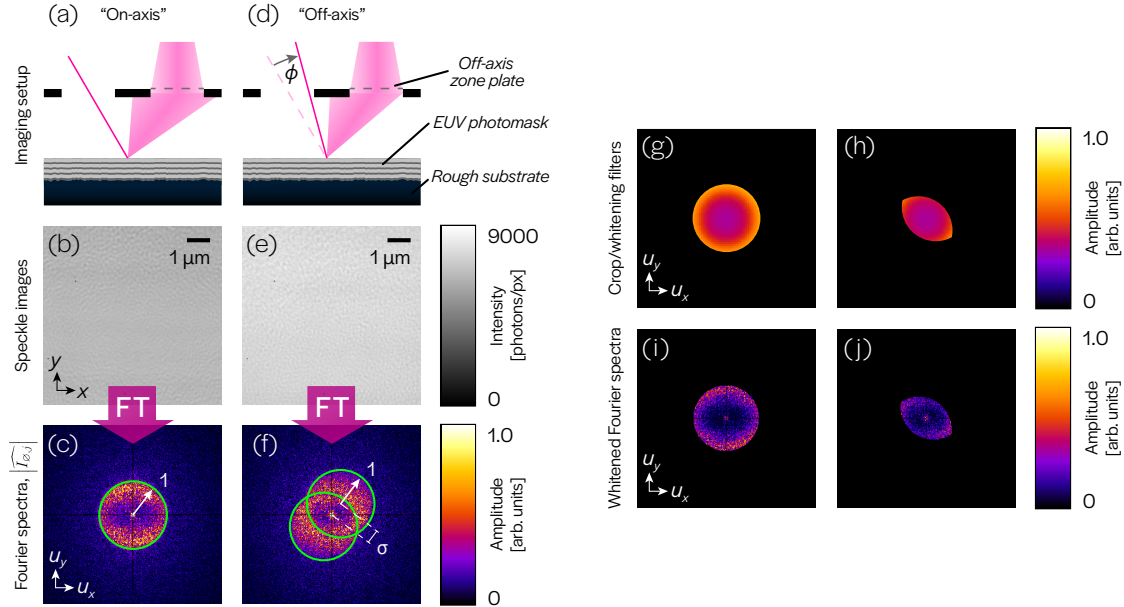 (a) "On-axis"
(d) "Off-axis"
Imaging setup
ϕ
Off-axis
zone plate
EUV photomask
Rough substrate
Speckle images
(b)
1 μm
y
x
(e)
1 μm
9000
0
Intensity
[photons/px]
FT
FT
Fourier spectra, |Î∅,j|
(c)
1
u_y
u_x
(f)
1
σ
1.0
0
Amplitude
[arb. units]
Crop/whitening filters
(g)
u_y
u_x
(h)
1.0
0
Amplitude
[arb. units]
Whitened Fourier spectra
(i)
u_y
u_x
(j)
1.0
0
Amplitude
[arb. units]